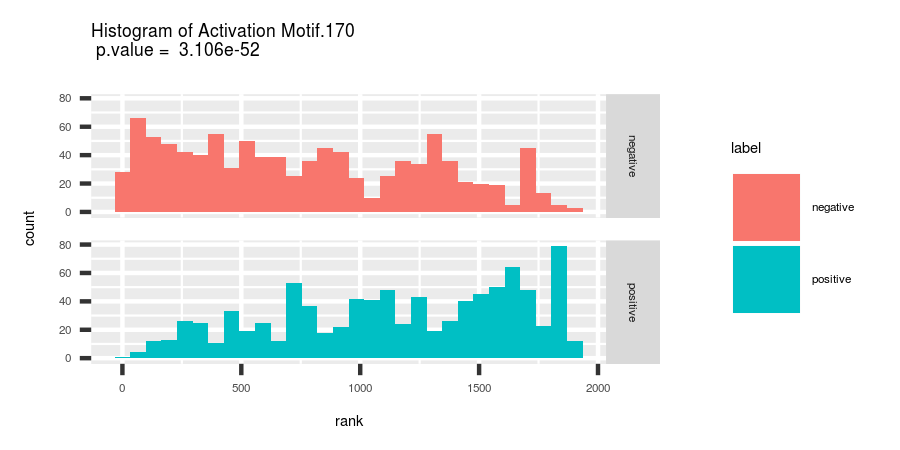 Histogram of Activation Motif.170
p.value =  3.106e-52
80
60
40
20
0
negative
80
60
40
20
0
positive
0 500 1000 1500 2000
rank
count
label
negative
positive